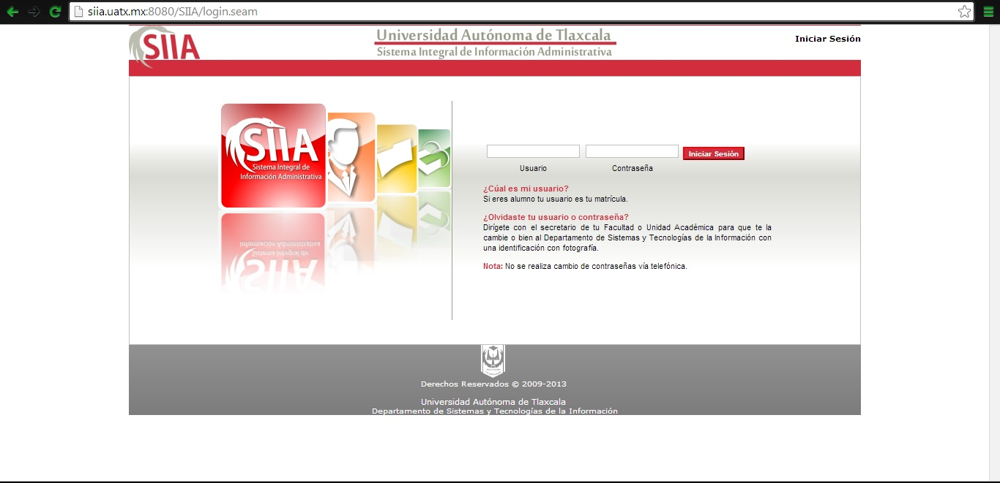 siia.uatx.mx:8080/SIIA/login.seam
SIIA
Universidad Autónoma de Tlaxcala
Sistema Integral de Información Administrativa
Iniciar Sesión
SIIA
Sistema Integral de
Información Administrativa
Iniciar Sesión
Usuario
Contraseña
¿Cúal es mi usuario?
Si eres alumno tu usuario es tu matrícula.
¿Olvidaste tu usuario o contraseña?
Dirígete con el secretario de tu Facultad o Unidad Académica para que te la
cambie o bien al Departamento de Sistemas y Tecnologías de la Información con
una identificación con fotografía.
Nota: No se realiza cambio de contraseñas vía telefónica.
Derechos Reservados © 2009-2013
Universidad Autónoma de Tlaxcala
Departamento de Sistemas y Tecnologías de la Información